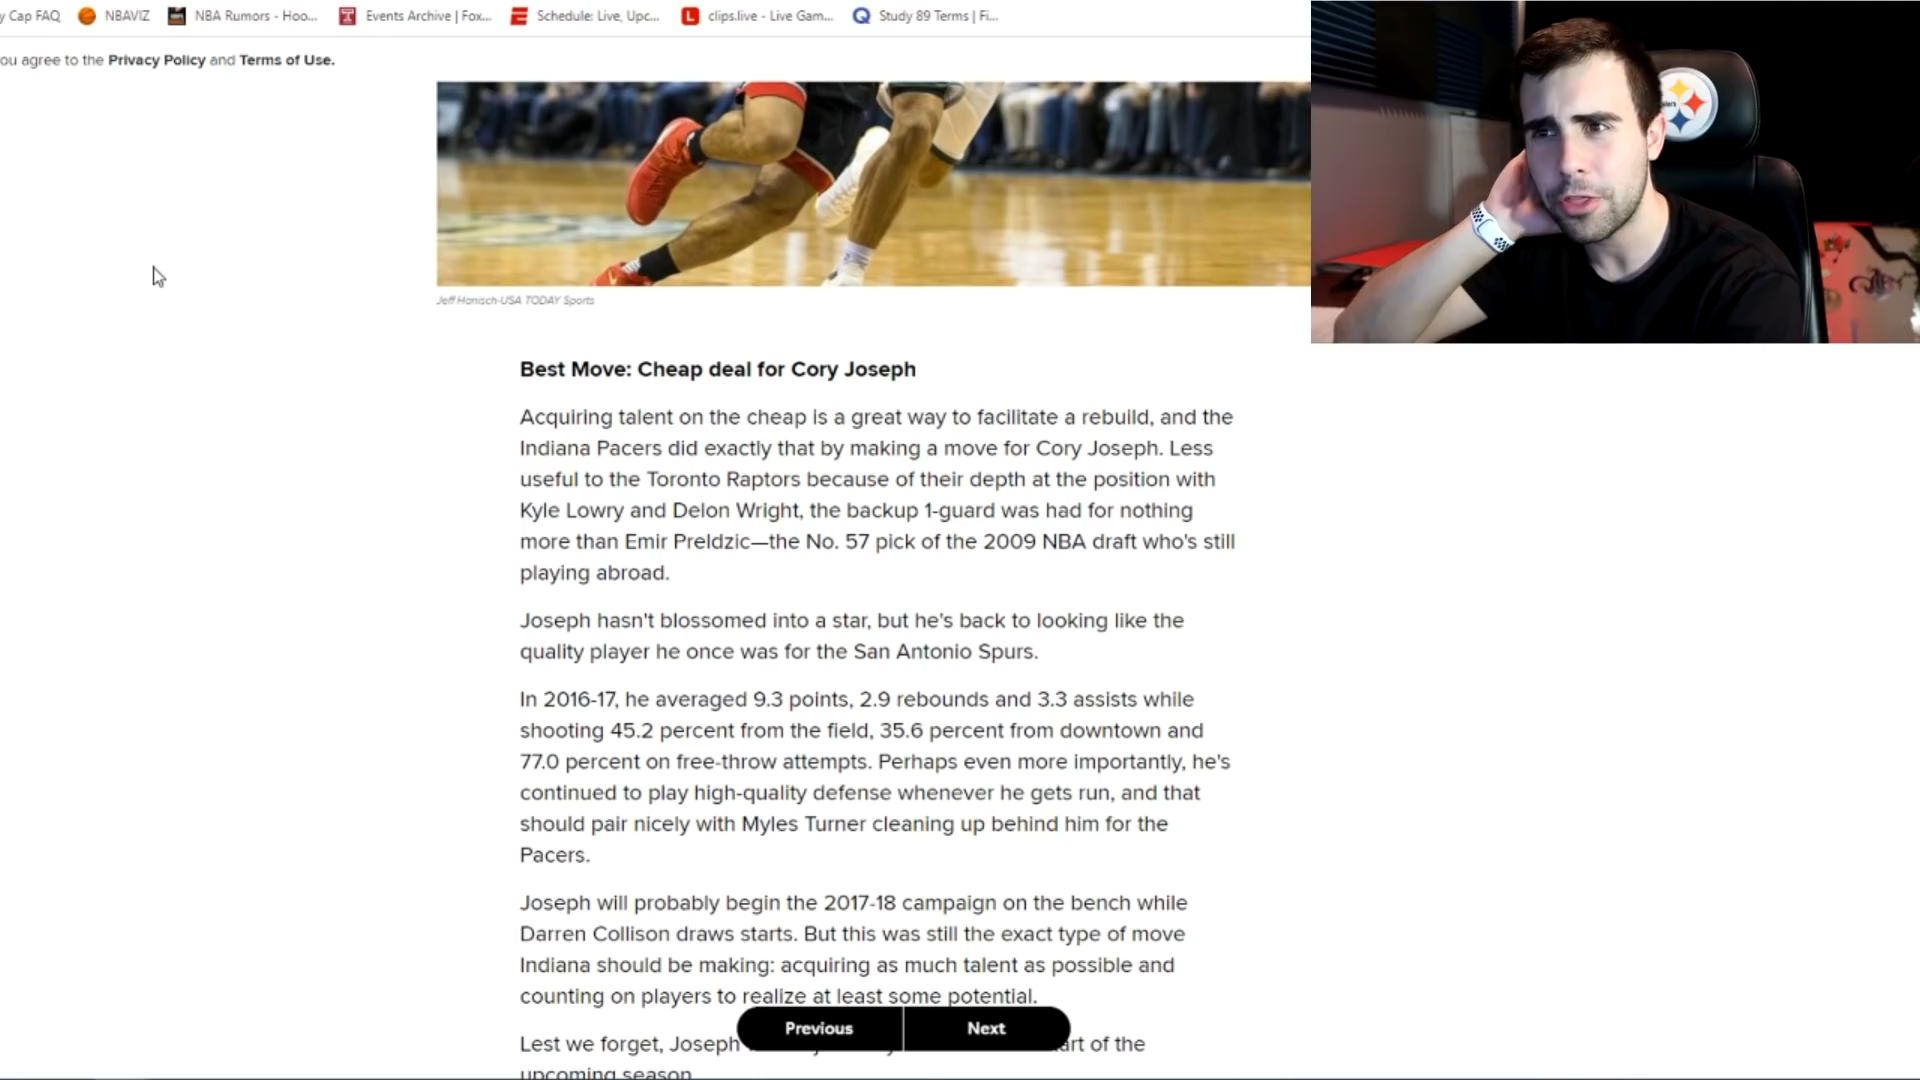 y Cap FAQ NBAVIZ NBA Rumors - Hoo... Events Archive | Fox... Schedule: Live, Upc... clips.live - Live Gam... Study 89 Terms | Fi...
ou agree to the Privacy Policy and Terms of Use.
Jeff Hanisch-USA TODAY Sports
Best Move: Cheap deal for Cory Joseph
Acquiring talent on the cheap is a great way to facilitate a rebuild, and the
Indiana Pacers did exactly that by making a move for Cory Joseph. Less
useful to the Toronto Raptors because of their depth at the position with
Kyle Lowry and Delon Wright, the backup 1-guard was had for nothing
more than Emir Preldzic—the No. 57 pick of the 2009 NBA draft who's still
playing abroad.
Joseph hasn't blossomed into a star, but he's back to looking like the
quality player he once was for the San Antonio Spurs.
In 2016-17, he averaged 9.3 points, 2.9 rebounds and 3.3 assists while
shooting 45.2 percent from the field, 35.6 percent from downtown and
77.0 percent on free-throw attempts. Perhaps even more importantly, he's
continued to play high-quality defense whenever he gets run, and that
should pair nicely with Myles Turner cleaning up behind him for the
Pacers.
Joseph will probably begin the 2017-18 campaign on the bench while
Darren Collison draws starts. But this was still the exact type of move
Indiana should be making: acquiring as much talent as possible and
counting on players to realize at least some potential.
Previous Next
Lest we forget, Joseph art of the
upcoming season.